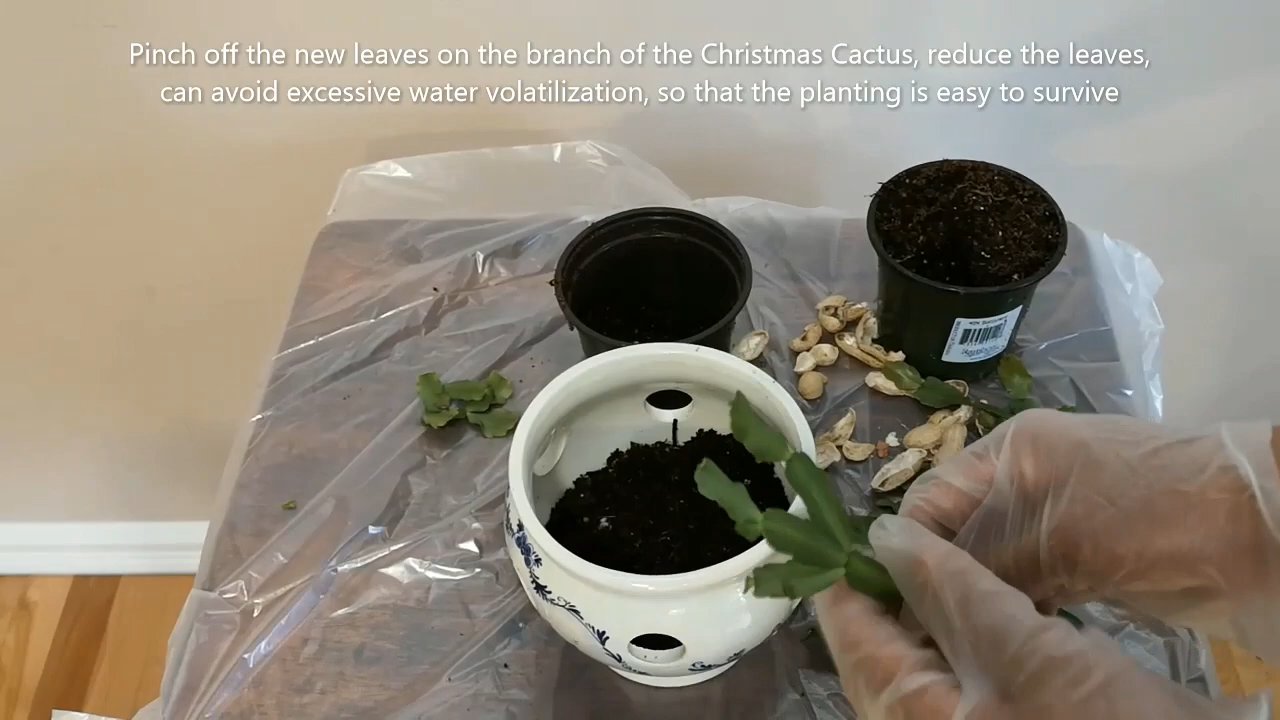 Pinch off the new leaves on the branch of the Christmas Cactus, reduce the leaves,
can avoid excessive water volatilization, so that the planting is easy to survive